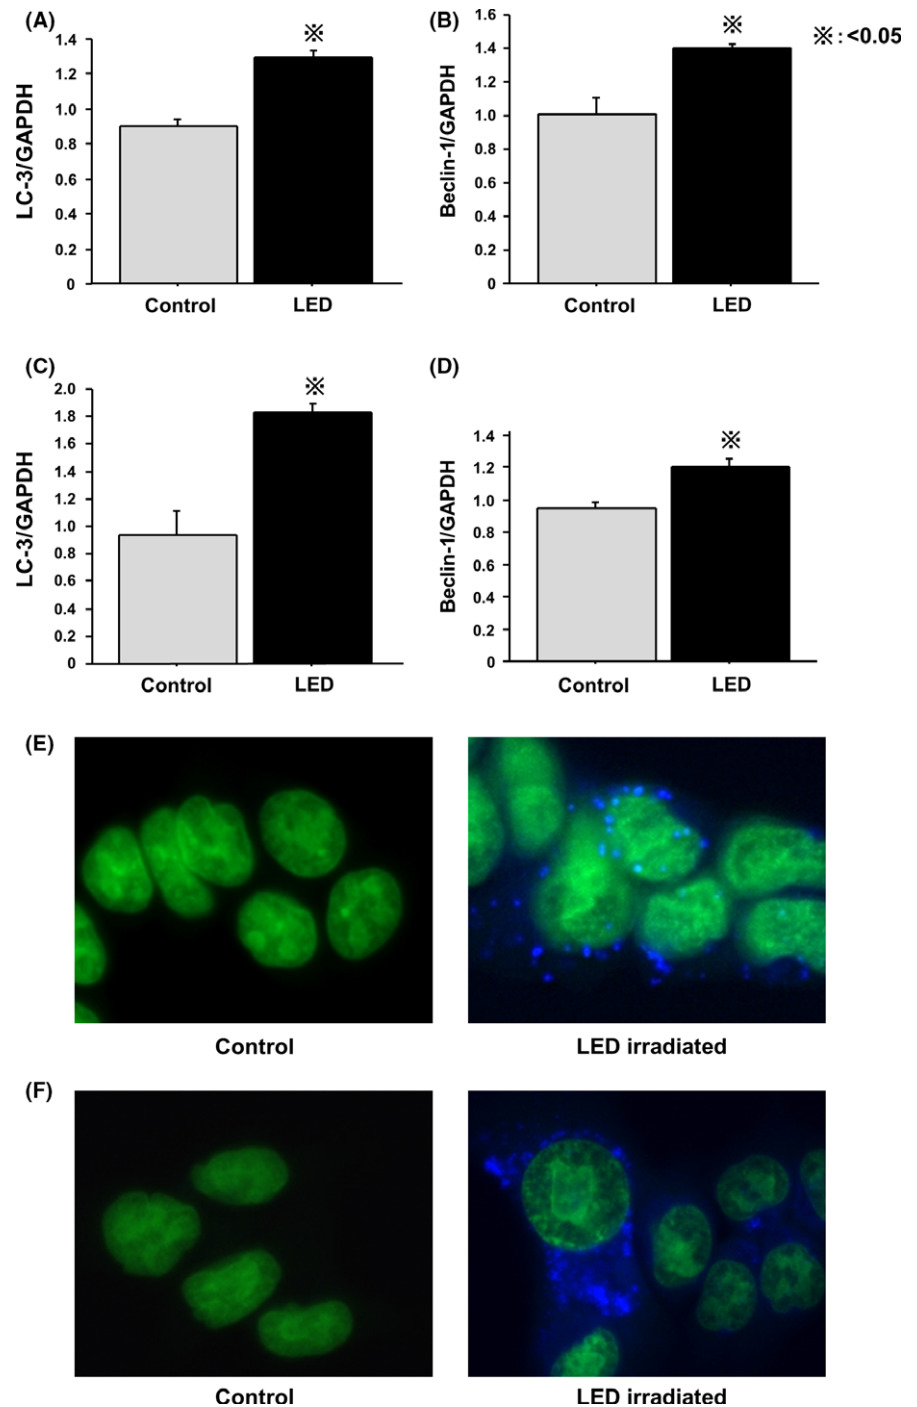 (A)
1.4
1.2
1.0
0.8
0.6
0.4
0.2
0
LC-3/GAPDH
※
Control LED
(B)
1.6
1.4
1.2
1.0
0.8
0.6
0.4
0.2
0
Beclin-1/GAPDH
※
※: <0.05
Control LED
(C)
2.0
1.8
1.6
1.4
1.2
1.0
0.8
0.6
0.4
0.2
0
LC-3/GAPDH
※
Control LED
(D)
1.4
1.2
1.0
0.8
0.6
0.4
0.2
0
Beclin-1/GAPDH
※
Control LED
(E)
Control LED irradiated
(F)
Control LED irradiated